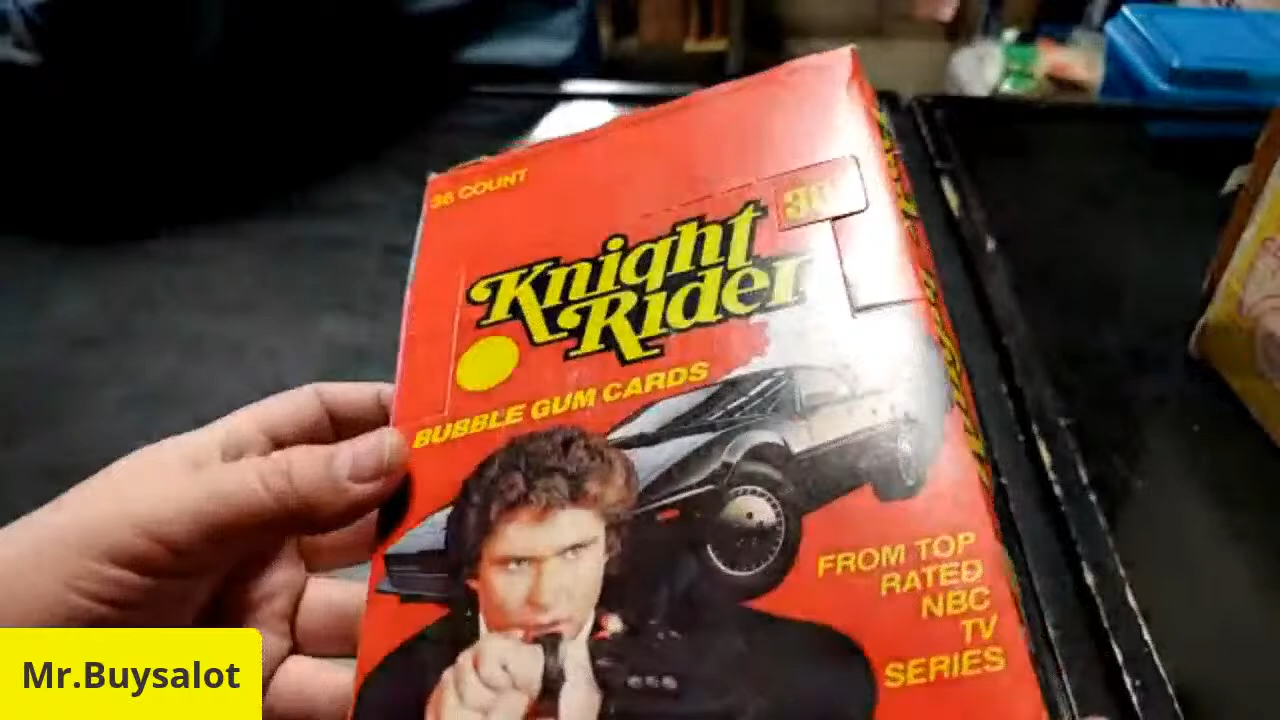 36 COUNT
Knight
Rider
BUBBLE GUM CARDS
FROM TOP
RATED
NBC
TV
SERIES
Mr.Buysalot